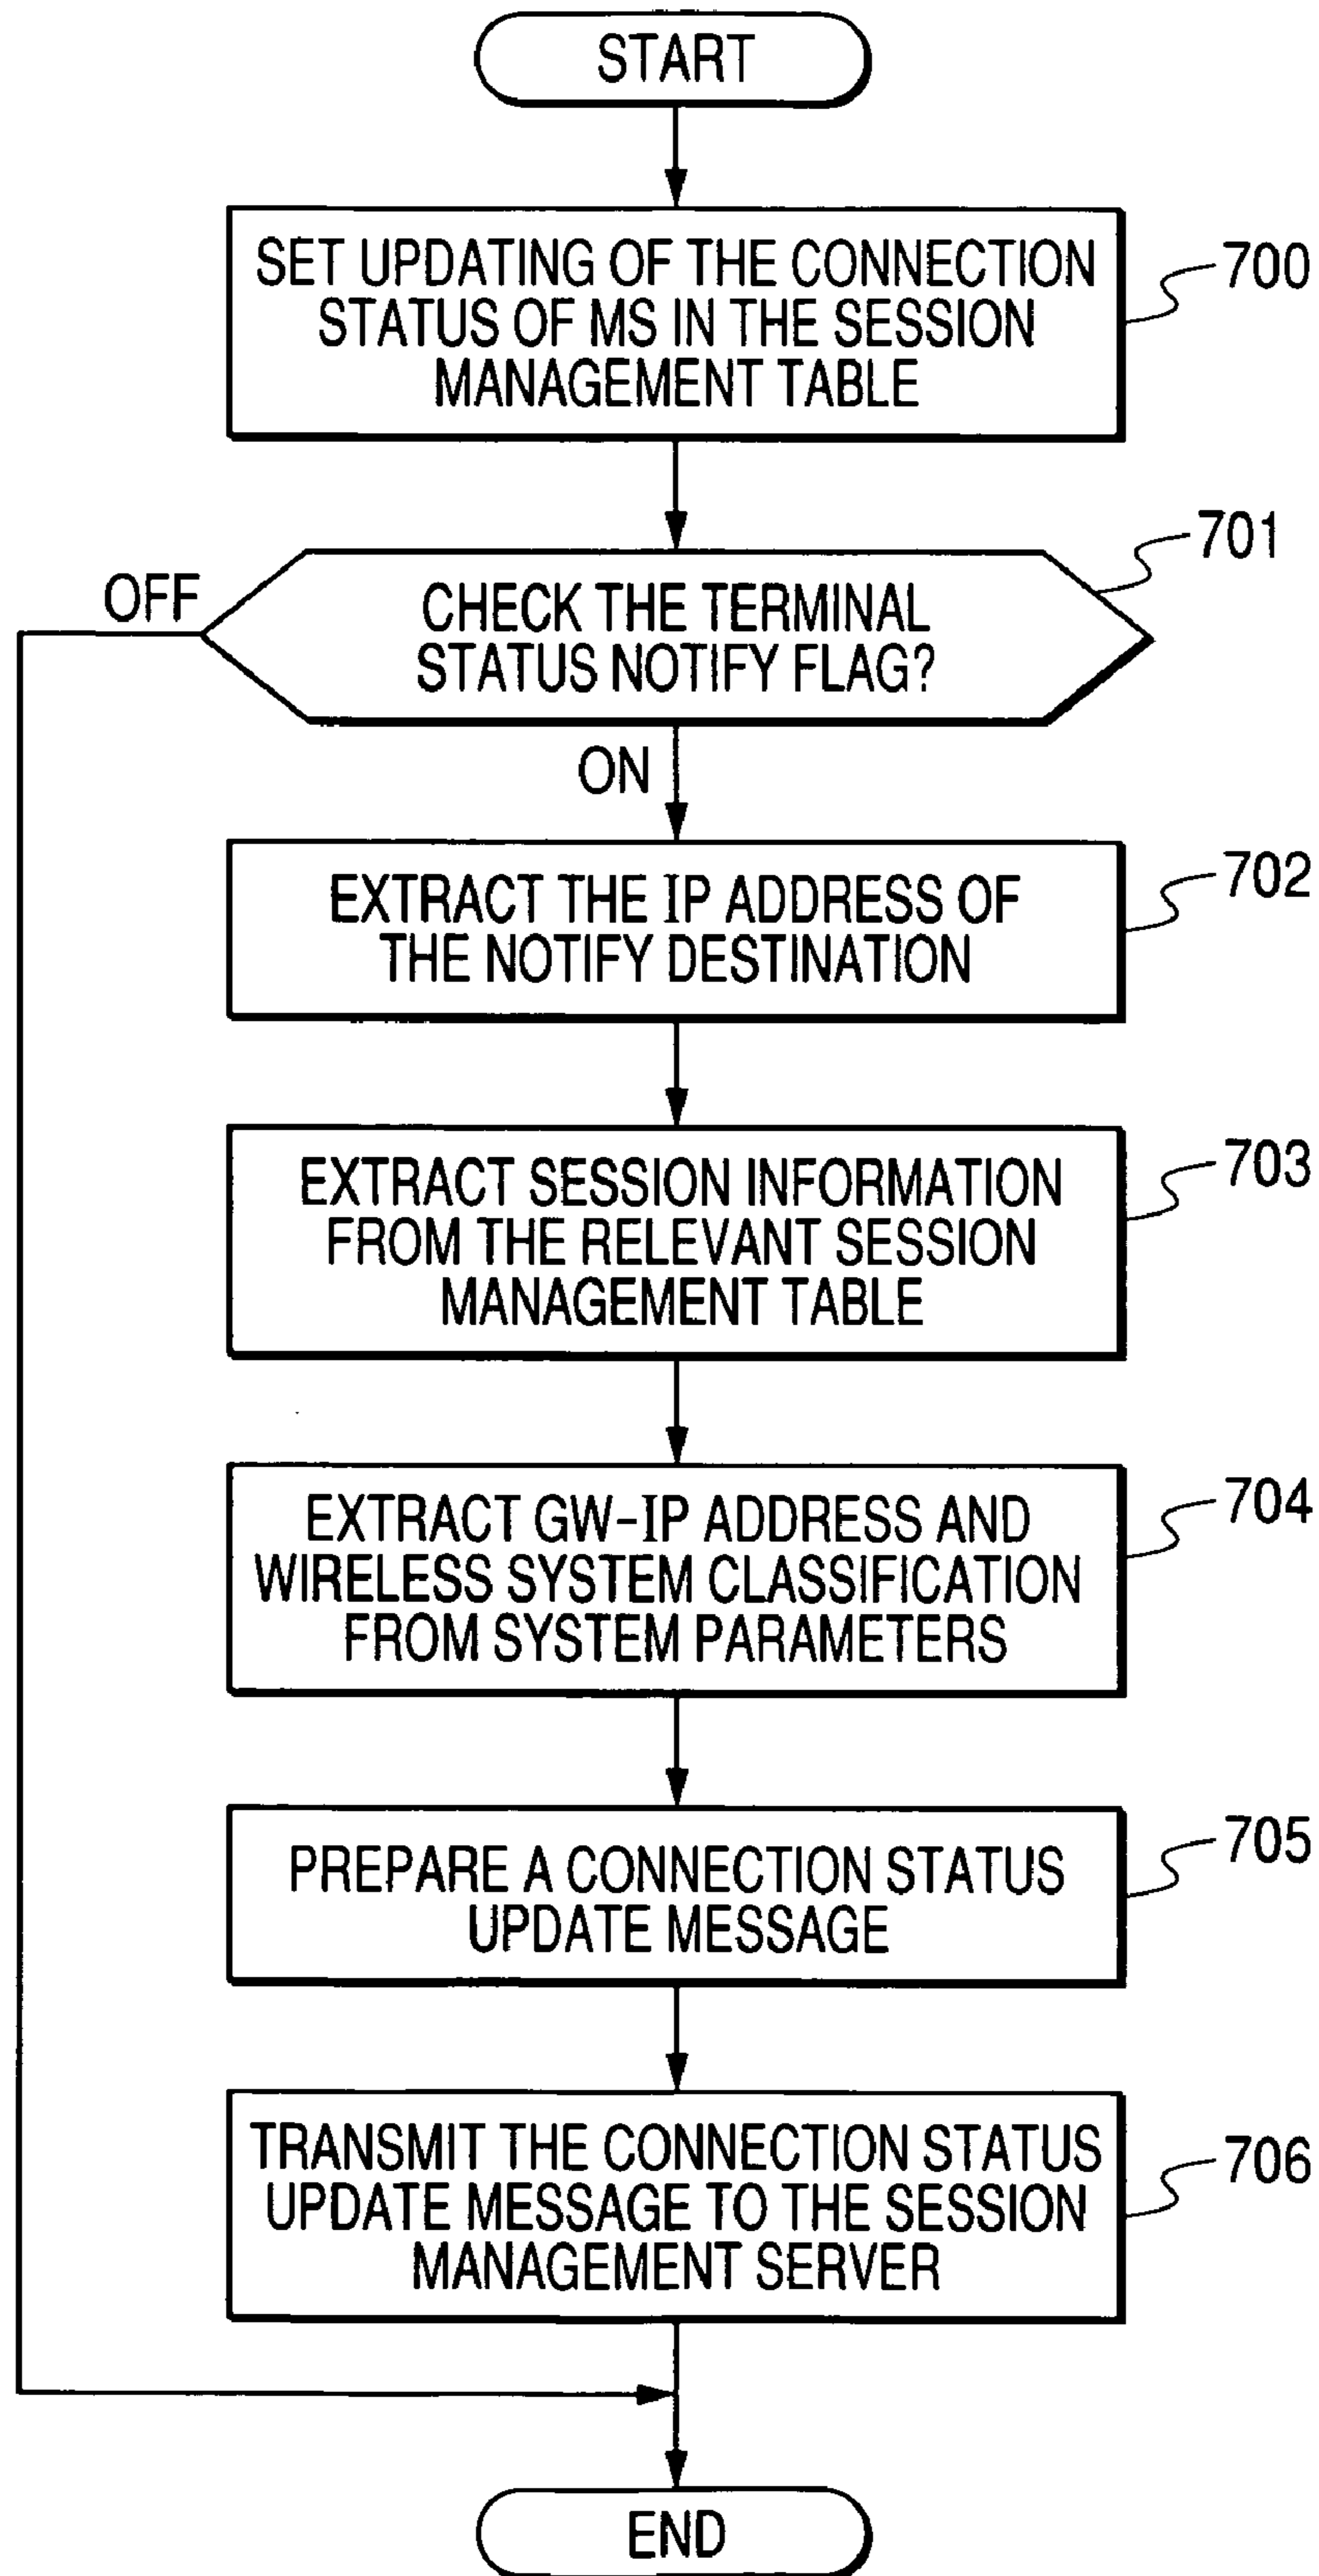 START
SET UPDATING OF THE CONNECTION
STATUS OF MS IN THE SESSION
MANAGEMENT TABLE
700
701
OFF
CHECK THE TERMINAL
STATUS NOTIFY FLAG?
ON
702
EXTRACT THE IP ADDRESS OF
THE NOTIFY DESTINATION
703
EXTRACT SESSION INFORMATION
FROM THE RELEVANT SESSION
MANAGEMENT TABLE
704
EXTRACT GW-IP ADDRESS AND
WIRELESS SYSTEM CLASSIFICATION
FROM SYSTEM PARAMETERS
705
PREPARE A CONNECTION STATUS
UPDATE MESSAGE
706
TRANSMIT THE CONNECTION STATUS
UPDATE MESSAGE TO THE SESSION
MANAGEMENT SERVER
END